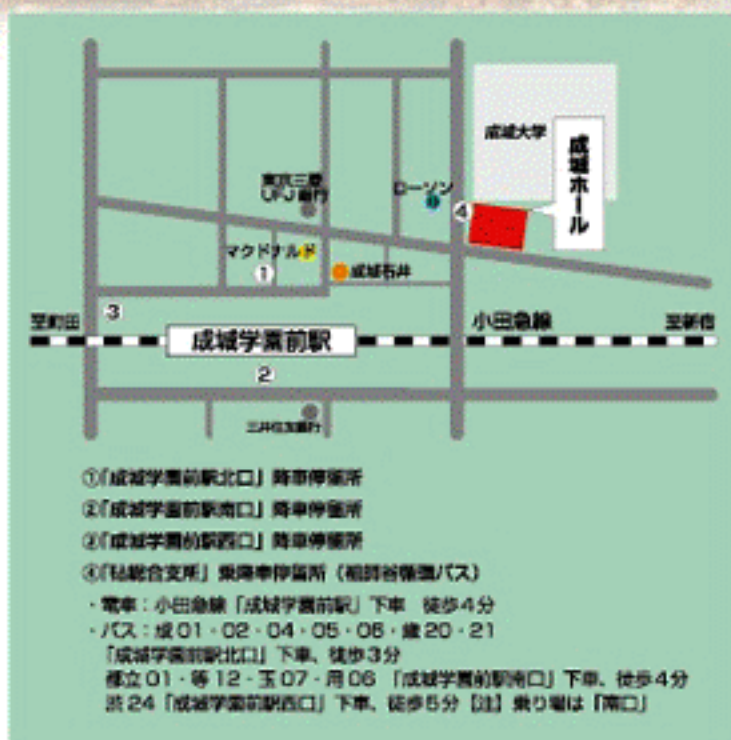 成城大学
成城ホール
東京三菱
UFJ銀行
ローソン
④
マクドナルド
①
成城石井
③
至町田
成城学園前駅
小田急線
至新宿
②
三井住友銀行
①「成城学園前駅北口」降車停留所
②「成城学園前駅南口」降車停留所
③「成城学園前駅西口」降車停留所
④「砧総合支所」乗降車停留所（祖師谷循環バス）
・電車：小田急線「成城学園前駅」下車　徒歩4分
・バス：成01・02・04・05・06・歳20・21
「成城学園前駅北口」下車、徒歩3分
都立01・等12・玉07・用06 「成城学園前駅南口」下車、徒歩4分
渋24「成城学園前駅西口」下車、徒歩5分【注】乗り場は「南口」